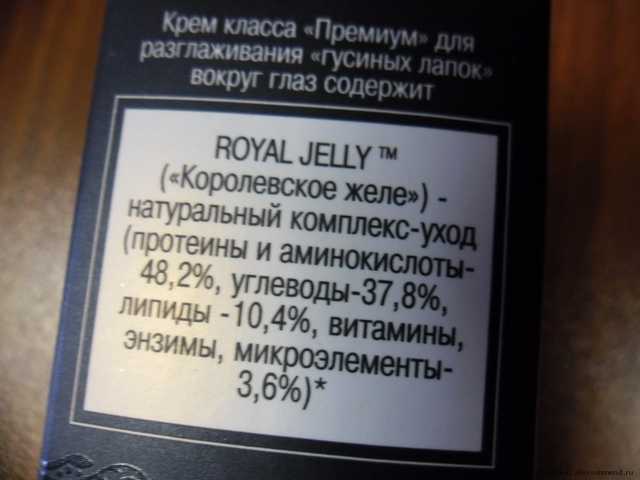 Крем класса «Премиум» для
разглаживания «гусиных лапок»
вокруг глаз содержит
ROYAL JELLY ™
(«Королевское желе») -
натуральный комплекс-уход
(протеины и аминокислоты-
48,2%, углеводы-37,8%,
липиды -10,4%, витамины,
энзимы, микроэлементы-
3,6%)*